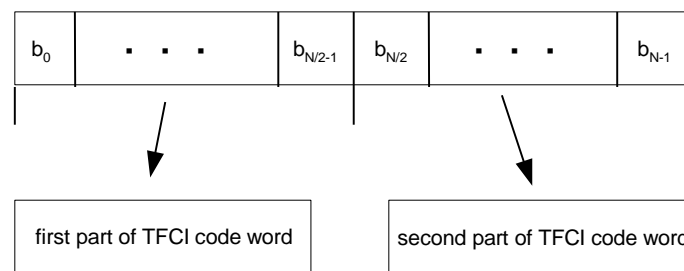 b0 . . . bN/2-1 bN/2 . . . bN-1
first part of TFCI code word second part of TFCI code word